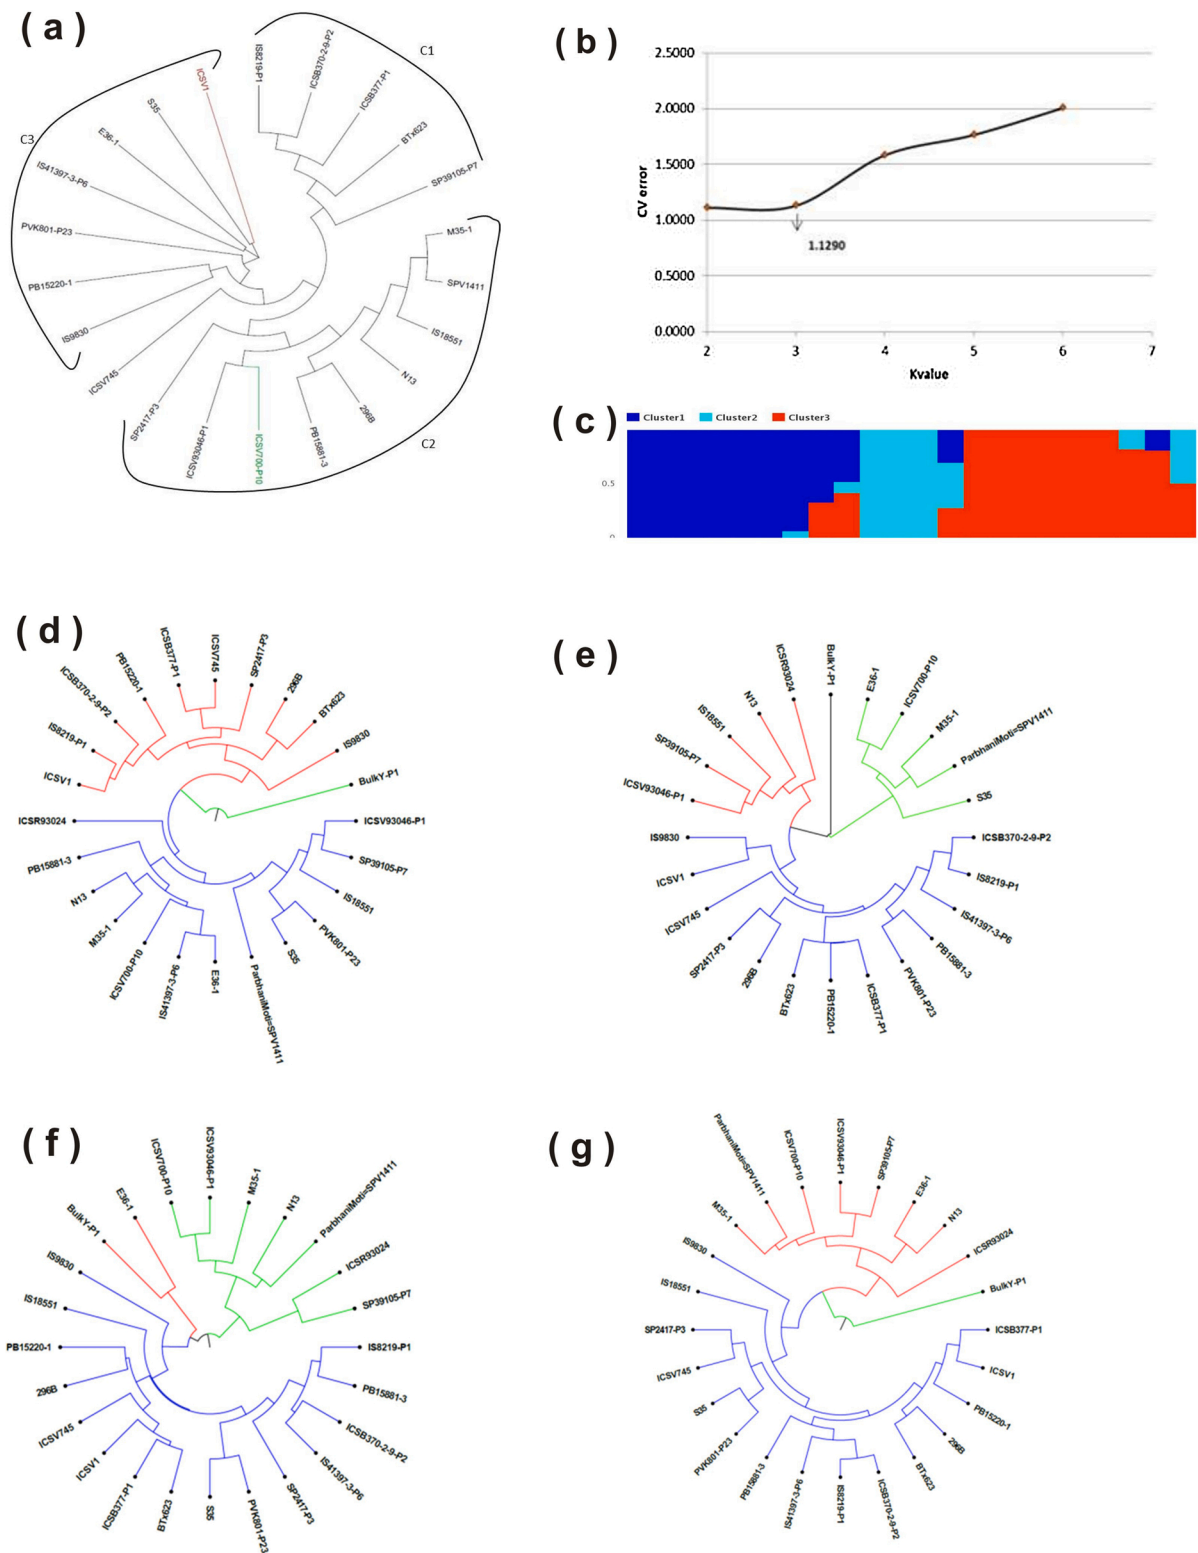 ( a )
C1
C2
C3
IS8219-P1
ICSB370-2-9-P2
ICSB377-P1
BTx623
SP39105-P7
M35-1
SPV1411
IS18551
N13
296B
PB15881-3
ICSV700-P10
ICSV93046-P1
SP2417-P3
ICSV745
IS9830
PB15220-1
PVK801-P23
IS41397-3-P6
E36-1
S35
ICSV1
( b )
2.5000
2.0000
1.5000
1.0000
0.5000
0.0000
CV error
1.1290
2 3 4 5 6 7
Kvalue
( c )
Cluster1 Cluster2 Cluster3
0.5
0
( d )
ICSV1
IS8219-P1
ICSB370-2-9-P2
PB15220-1
ICSB377-P1
ICSV745
SP2417-P3
296B
BTx623
IS9830
BulkY-P1
ICSV93046-P1
SP39105-P7
IS18551
PVK801-P23
S35
ParbhaniMoti=SPV1411
E36-1
IS41397-3-P6
ICSV700-P10
M35-1
N13
PB15881-3
ICSR93024
( e )
ICSV93046-P1
SP39105-P7
IS18551
N13
ICSR93024
BulkY-P1
E36-1
ICSV700-P10
M35-1
ParbhaniMoti=SPV1411
S35
ICSB370-2-9-P2
IS8219-P1
IS41397-3-P6
PB15881-3
PVK801-P23
ICSB377-P1
PB15220-1
BTx623
296B
SP2417-P3
ICSV745
ICSV1
IS9830
( f )
BulkY-P1
E36-1
ICSV700-P10
ICSV93046-P1
M35-1
N13
ParbhaniMoti=SPV1411
ICSR93024
SP39105-P7
IS8219-P1
PB15881-3
ICSB370-2-9-P2
IS41397-3-P6
SP2417-P3
PVK801-P23
S35
BTx623
ICSB377-P1
ICSV1
ICSV745
296B
PB15220-1
IS18551
IS9830
( g )
M35-1
ParbhaniMoti=SPV1411
ICSV700-P10
ICSV93046-P1
SP39105-P7
E36-1
N13
ICSR93024
BulkY-P1
ICSB377-P1
ICSV1
PB15220-1
296B
BTx623
ICSB370-2-9-P2
IS8219-P1
IS41397-3-P6
PB15881-3
PVK801-P23
S35
ICSV745
SP2417-P3
IS18551
IS9830